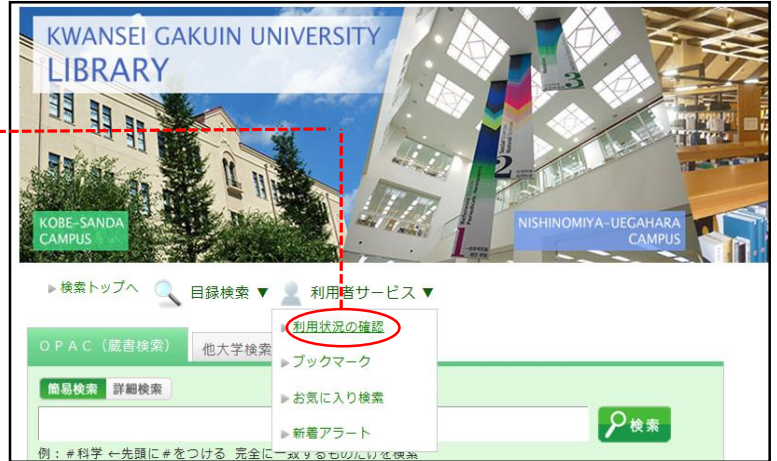 KWANSEI GAKUIN UNIVERSITY
LIBRARY
3
2
1
KOBE-SANDA
CAMPUS
NISHINOMIYA-UEGAHARA
CAMPUS
検索トップへ 目録検索 ▼ 利用者サービス ▼
利用状況の確認
OPAC（蔵書検索） 他大学検索
ブックマーク
簡易検索 詳細検索
お気に入り検索
検索
新着アラート
例：#科学 ←先頭に#をつける 完全に一致するものだけを検索